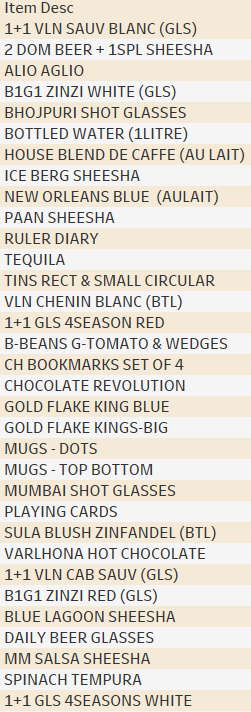 Item Desc
1+1 VLN SAUV BLANC (GLS)
2 DOM BEER + 1SPL SHEESHA
ALIO AGLIO
B1G1 ZINZI WHITE (GLS)
BHOJPURI SHOT GLASSES
BOTTLED WATER (1LITRE)
HOUSE BLEND DE CAFFE (AU LAIT)
ICE BERG SHEESHA
NEW ORLEANS BLUE  (AULAIT)
PAAN SHEESHA
RULER DIARY
TEQUILA
TINS RECT & SMALL CIRCULAR
VLN CHENIN BLANC (BTL)
1+1 GLS 4SEASON RED
B-BEANS G-TOMATO & WEDGES
CH BOOKMARKS SET OF 4
CHOCOLATE REVOLUTION
GOLD FLAKE KING BLUE
GOLD FLAKE KINGS-BIG
MUGS - DOTS
MUGS - TOP BOTTOM
MUMBAI SHOT GLASSES
PLAYING CARDS
SULA BLUSH ZINFANDEL (BTL)
VARLHONA HOT CHOCOLATE
1+1 VLN CAB SAUV (GLS)
B1G1 ZINZI RED (GLS)
BLUE LAGOON SHEESHA
DAILY BEER GLASSES
MM SALSA SHEESHA
SPINACH TEMPURA
1+1 GLS 4SEASONS WHITE